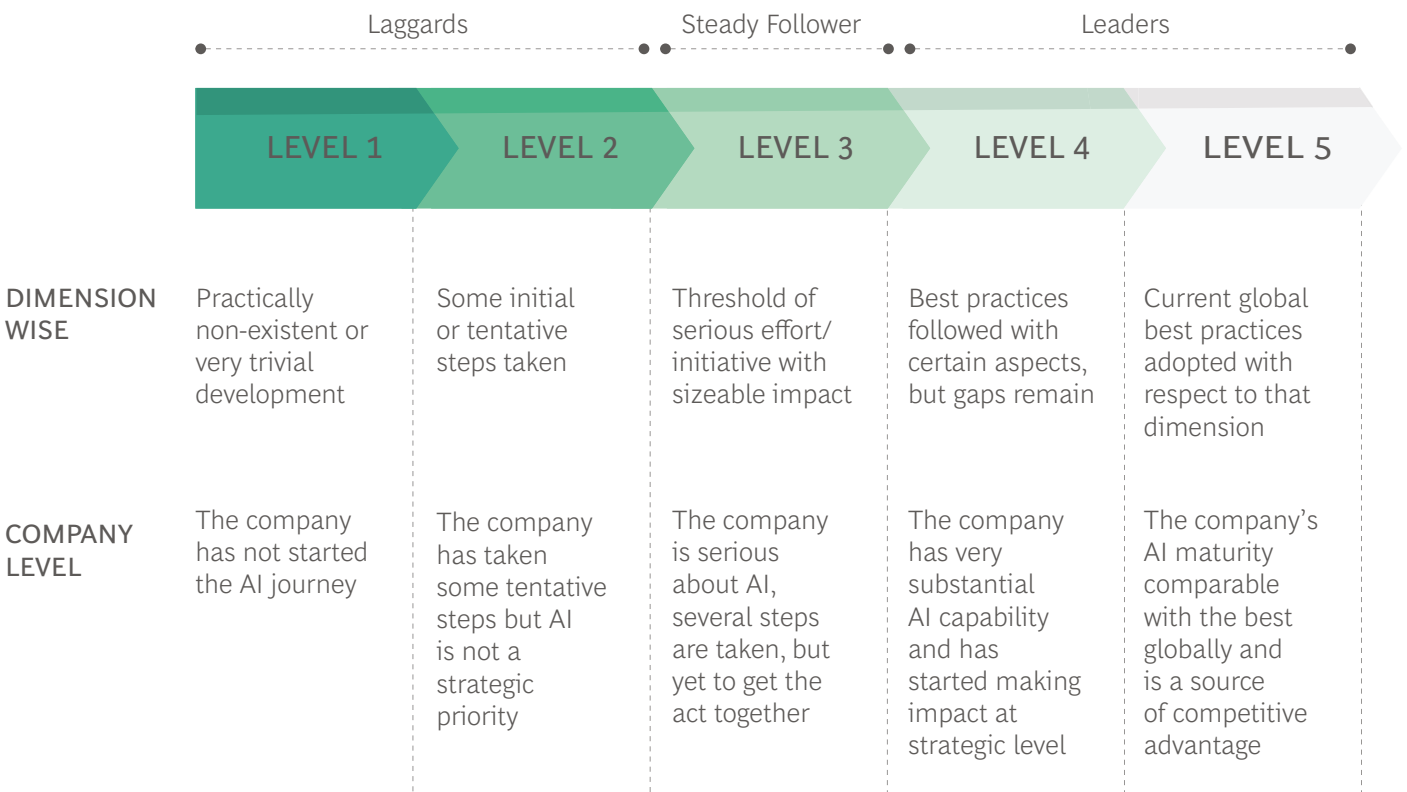 Laggards
Steady Follower
Leaders
LEVEL 1
LEVEL 2
LEVEL 3
LEVEL 4
LEVEL 5
DIMENSION
WISE
Practically
non-existent or
very trivial
development
Some initial
or tentative
steps taken
Threshold of
serious effort/
initiative with
sizeable impact
Best practices
followed with
certain aspects,
but gaps remain
Current global
best practices
adopted with
respect to that
dimension
COMPANY
LEVEL
The company
has not started
the AI journey
The company
has taken
some tentative
steps but AI
is not a
strategic
priority
The company
is serious
about AI,
several steps
are taken, but
yet to get the
act together
The company
has very
substantial
AI capability
and has
started making
impact at
strategic level
The company’s
AI maturity
comparable
with the best
globally and
is a source
of competitive
advantage